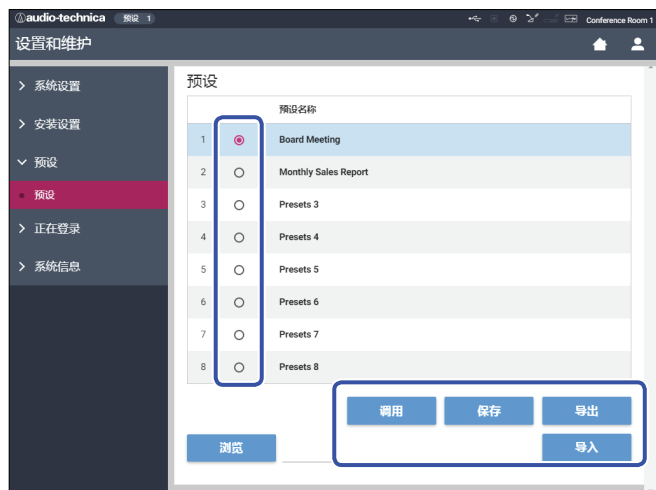 audio-technica 预设 1 Conference Room 1
设置和维护
系统设置
安装设置
预设
预设
正在登录
系统信息
预设
预设名称
1 Board Meeting
2 Monthly Sales Report
3 Presets 3
4 Presets 4
5 Presets 5
6 Presets 6
7 Presets 7
8 Presets 8
调用 保存 导出
浏览 导入